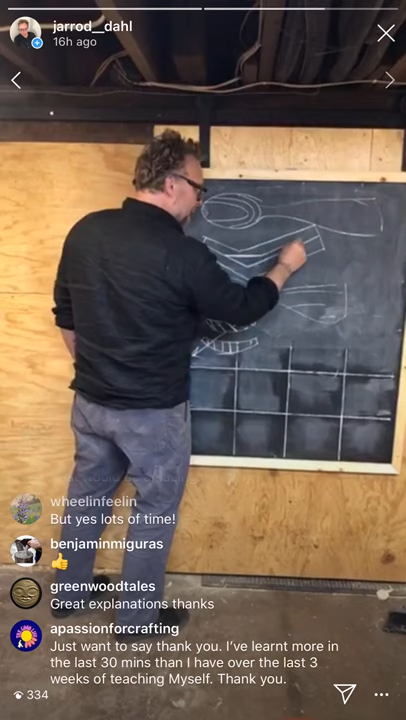 jarrod__dahl
16h ago
wheelinfeelin
But yes lots of time!
benjaminmiguras
👍
greenwoodtales
Great explanations thanks
apassionforcrafting
Just want to say thank you. I've learnt more in
the last 30 mins than I have over the last 3
weeks of teaching Myself. Thank you.
334